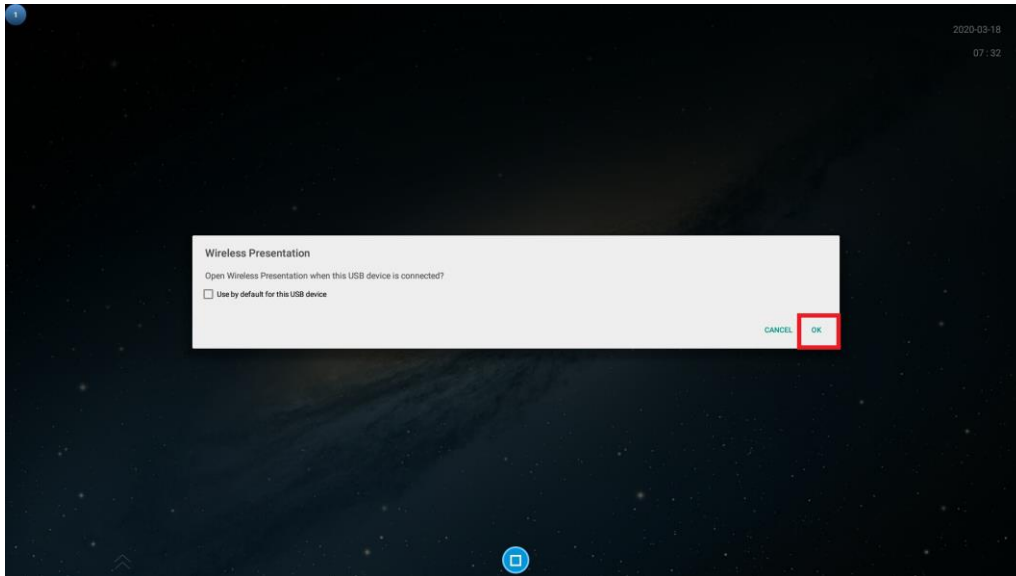 1
2020-03-18
07 : 32
Wireless Presentation
Open Wireless Presentation when this USB device is connected?
Use by default for this USB device
CANCEL OK